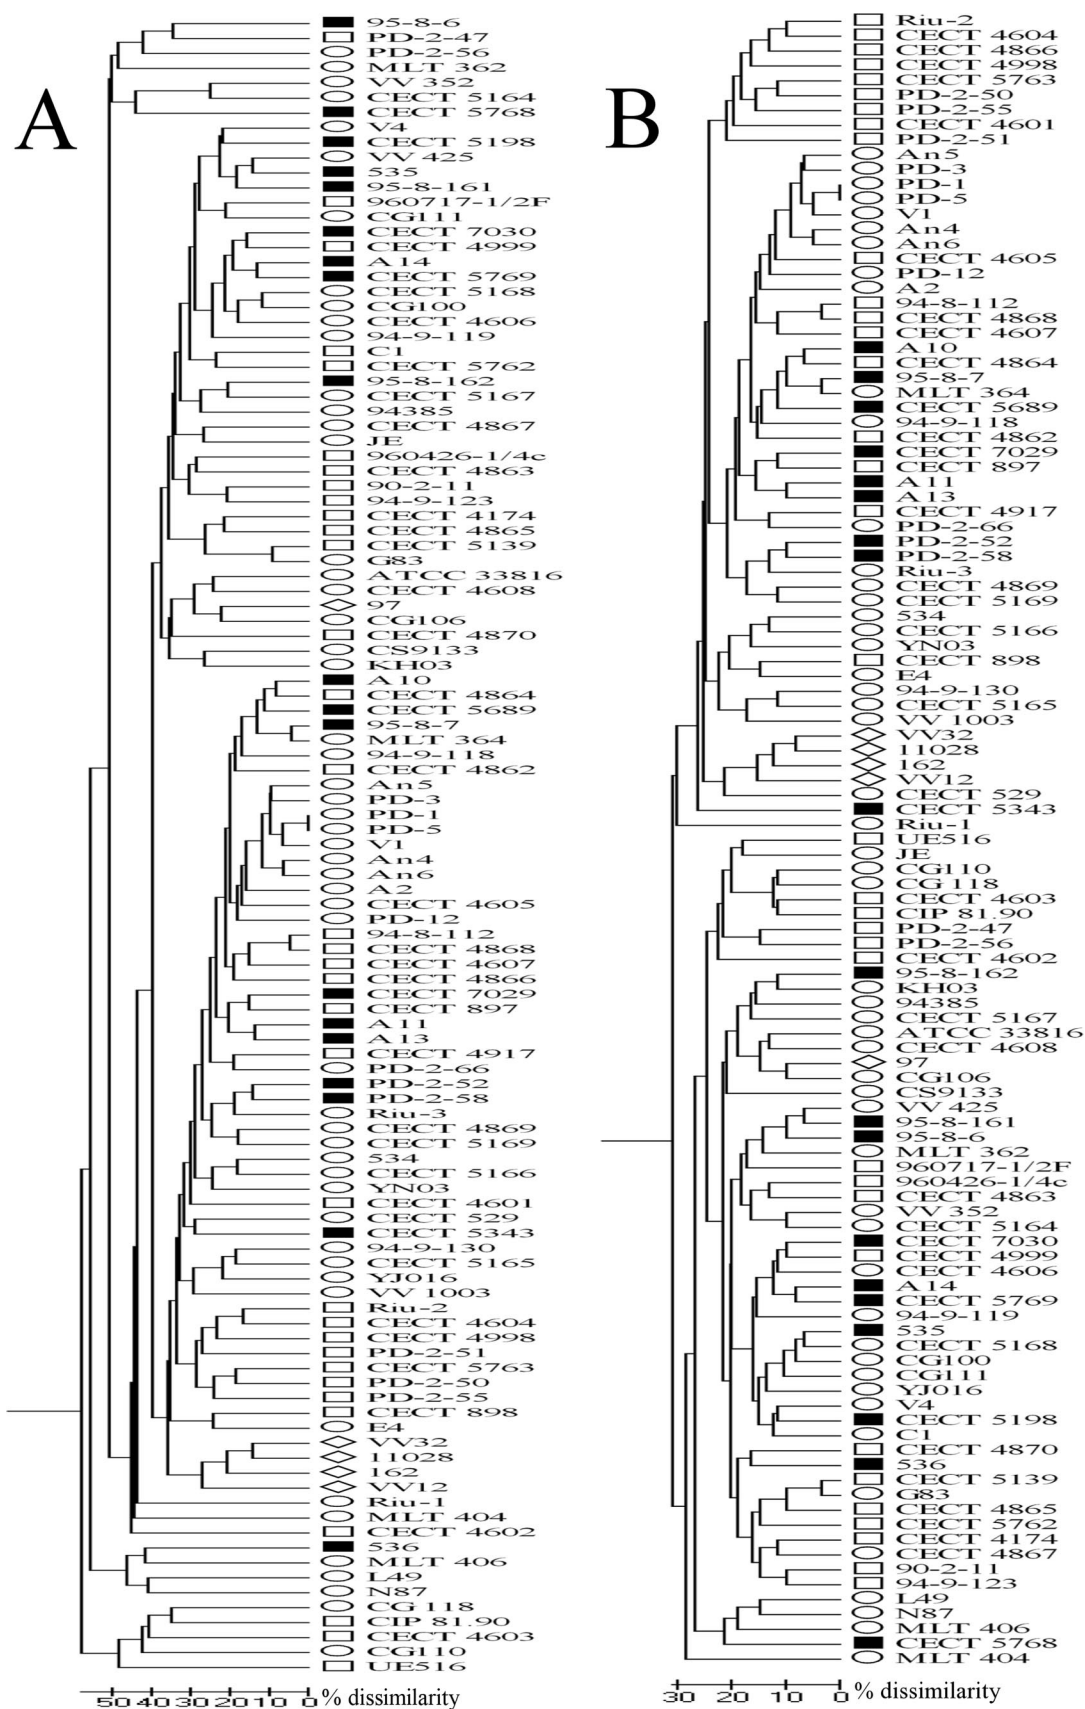 A
95-8-6
PD-2-47
PD-2-56
MLT 362
VV 352
CECT 5164
CECT 5768
V4
CECT 5198
VV 425
535
95-8-161
960717-1/2F
CG111
CECT 7030
CECT 4999
A14
CECT 5769
CECT 5168
CG100
CECT 4606
94-9-119
C1
CECT 5762
95-8-162
CECT 5167
94385
CECT 4867
JE
960426-1/4c
CECT 4863
90-2-11
94-9-123
CECT 4174
CECT 4865
CECT 5139
G83
ATCC 33816
CECT 4608
97
CG106
CECT 4870
CS9133
KH03
A10
CECT 4864
CECT 5689
95-8-7
MLT 364
94-9-118
CECT 4862
An5
PD-3
PD-1
PD-5
V1
An4
An6
A2
CECT 4605
PD-12
94-8-112
CECT 4868
CECT 4607
CECT 4866
CECT 7029
CECT 897
A11
A13
CECT 4917
PD-2-66
PD-2-52
PD-2-58
Riu-3
CECT 4869
CECT 5169
534
CECT 5166
YN03
CECT 4601
CECT 529
CECT 5343
94-9-130
CECT 5165
YJ016
VV 1003
Riu-2
CECT 4604
CECT 4998
PD-2-51
CECT 5763
PD-2-50
PD-2-55
CECT 898
E4
VV32
11028
162
VV12
Riu-1
MLT 404
CECT 4602
536
MLT 406
L49
N87
CG 118
CIP 81.90
CECT 4603
CG110
UE516
50 40 30 20 10 0 % dissimilarity
B
Riu-2
CECT 4604
CECT 4866
CECT 4998
CECT 5763
PD-2-50
PD-2-55
CECT 4601
PD-2-51
An5
PD-3
PD-1
PD-5
V1
An4
An6
CECT 4605
PD-12
A2
94-8-112
CECT 4868
CECT 4607
A10
CECT 4864
95-8-7
MLT 364
CECT 5689
94-9-118
CECT 4862
CECT 7029
CECT 897
A11
A13
CECT 4917
PD-2-66
PD-2-52
PD-2-58
Riu-3
CECT 4869
CECT 5169
534
CECT 5166
YN03
CECT 898
E4
94-9-130
CECT 5165
VV 1003
VV32
11028
162
VV12
CECT 529
CECT 5343
Riu-1
UE516
JE
CG110
CG 118
CECT 4603
CIP 81.90
PD-2-47
PD-2-56
CECT 4602
95-8-162
KH03
94385
CECT 5167
ATCC 33816
CECT 4608
97
CG106
CS9133
VV 425
95-8-161
95-8-6
MLT 362
960717-1/2F
960426-1/4c
CECT 4863
VV 352
CECT 5164
CECT 7030
CECT 4999
CECT 4606
A14
CECT 5769
94-9-119
535
CECT 5168
CG100
CG111
YJ016
V4
CECT 5198
C1
CECT 4870
536
CECT 5139
G83
CECT 4865
CECT 5762
CECT 4174
CECT 4867
90-2-11
94-9-123
L49
N87
MLT 406
CECT 5768
MLT 404
30 20 10 0 % dissimilarity